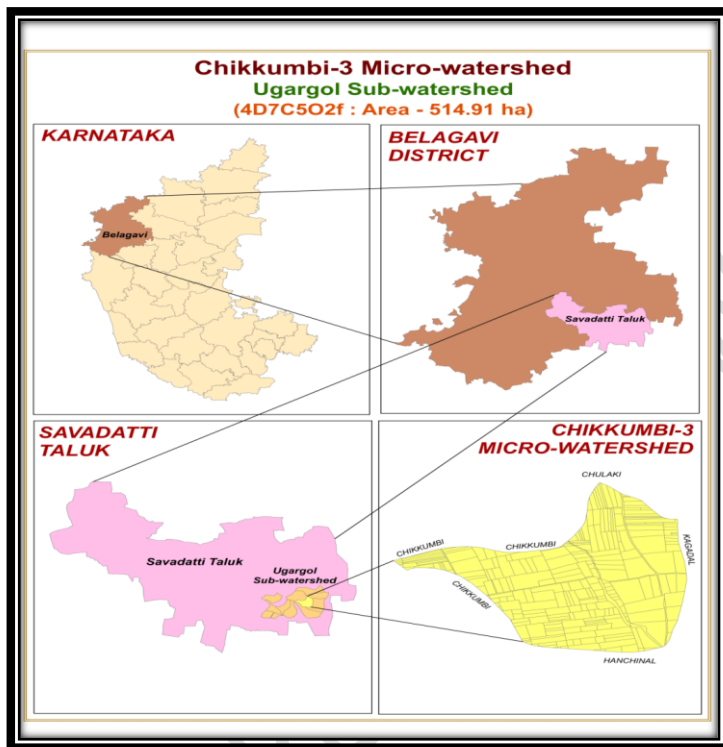 Chikkumbi-3 Micro-watershed
Ugargol Sub-watershed
(4D7C5O2f : Area - 514.91 ha)
KARNATAKA
Belagavi
BELAGAVI
DISTRICT
Savadatti Taluk
SAVADATTI
TALUK
Savadatti Taluk
Ugargol
Sub-watershed
CHIKKUMBI-3
MICRO-WATERSHED
CHULAKI
CHIKKUMBI
CHIKKUMBI
KAGADAL
CHIKKUMBI
HANCHINAL